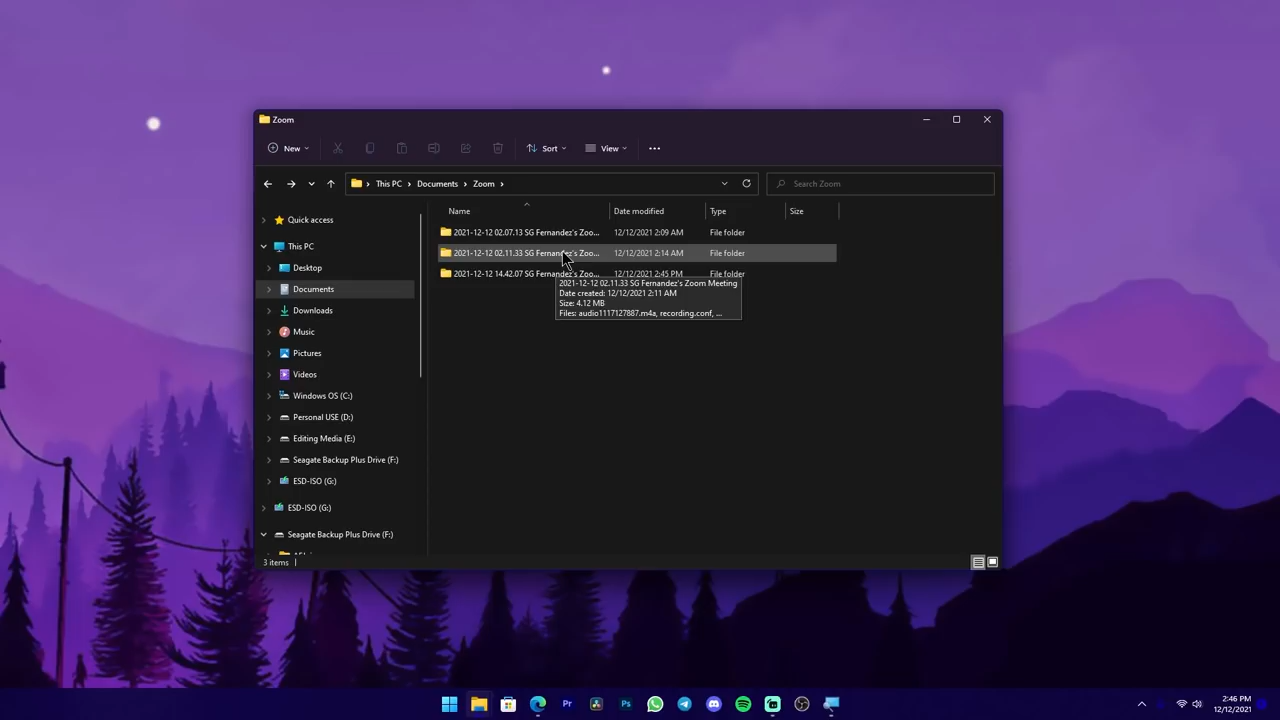 Zoom
New
Sort
View
This PC
Documents
Zoom
Search Zoom
Quick access
This PC
Desktop
Documents
Downloads
Music
Pictures
Videos
Windows OS (C:)
Personal USE (D:)
Editing Media (E:)
Seagate Backup Plus Drive (F:)
ESD-ISO (G:)
ESD-ISO (G:)
Seagate Backup Plus Drive (F:)
Name Date modified Type Size
2021-12-12 02.07.13 SG Fernandez's Zoo... 12/12/2021 2:09 AM File folder
2021-12-12 02.11.33 SG Fernandez's Zoo... 12/12/2021 2:14 AM File folder
2021-12-12 14.42.07 SG Fernandez's Zoo... 12/12/2021 2:45 PM File folder
2021-12-12 02.11.33 SG Fernandez's Zoom Meeting
Date created: 12/12/2021 2:11 AM
Size: 4.12 MB
Files: audio1117127887.m4a, recording.conf, ...
3 items
Pr
Ps
2:46 PM
12/12/2021